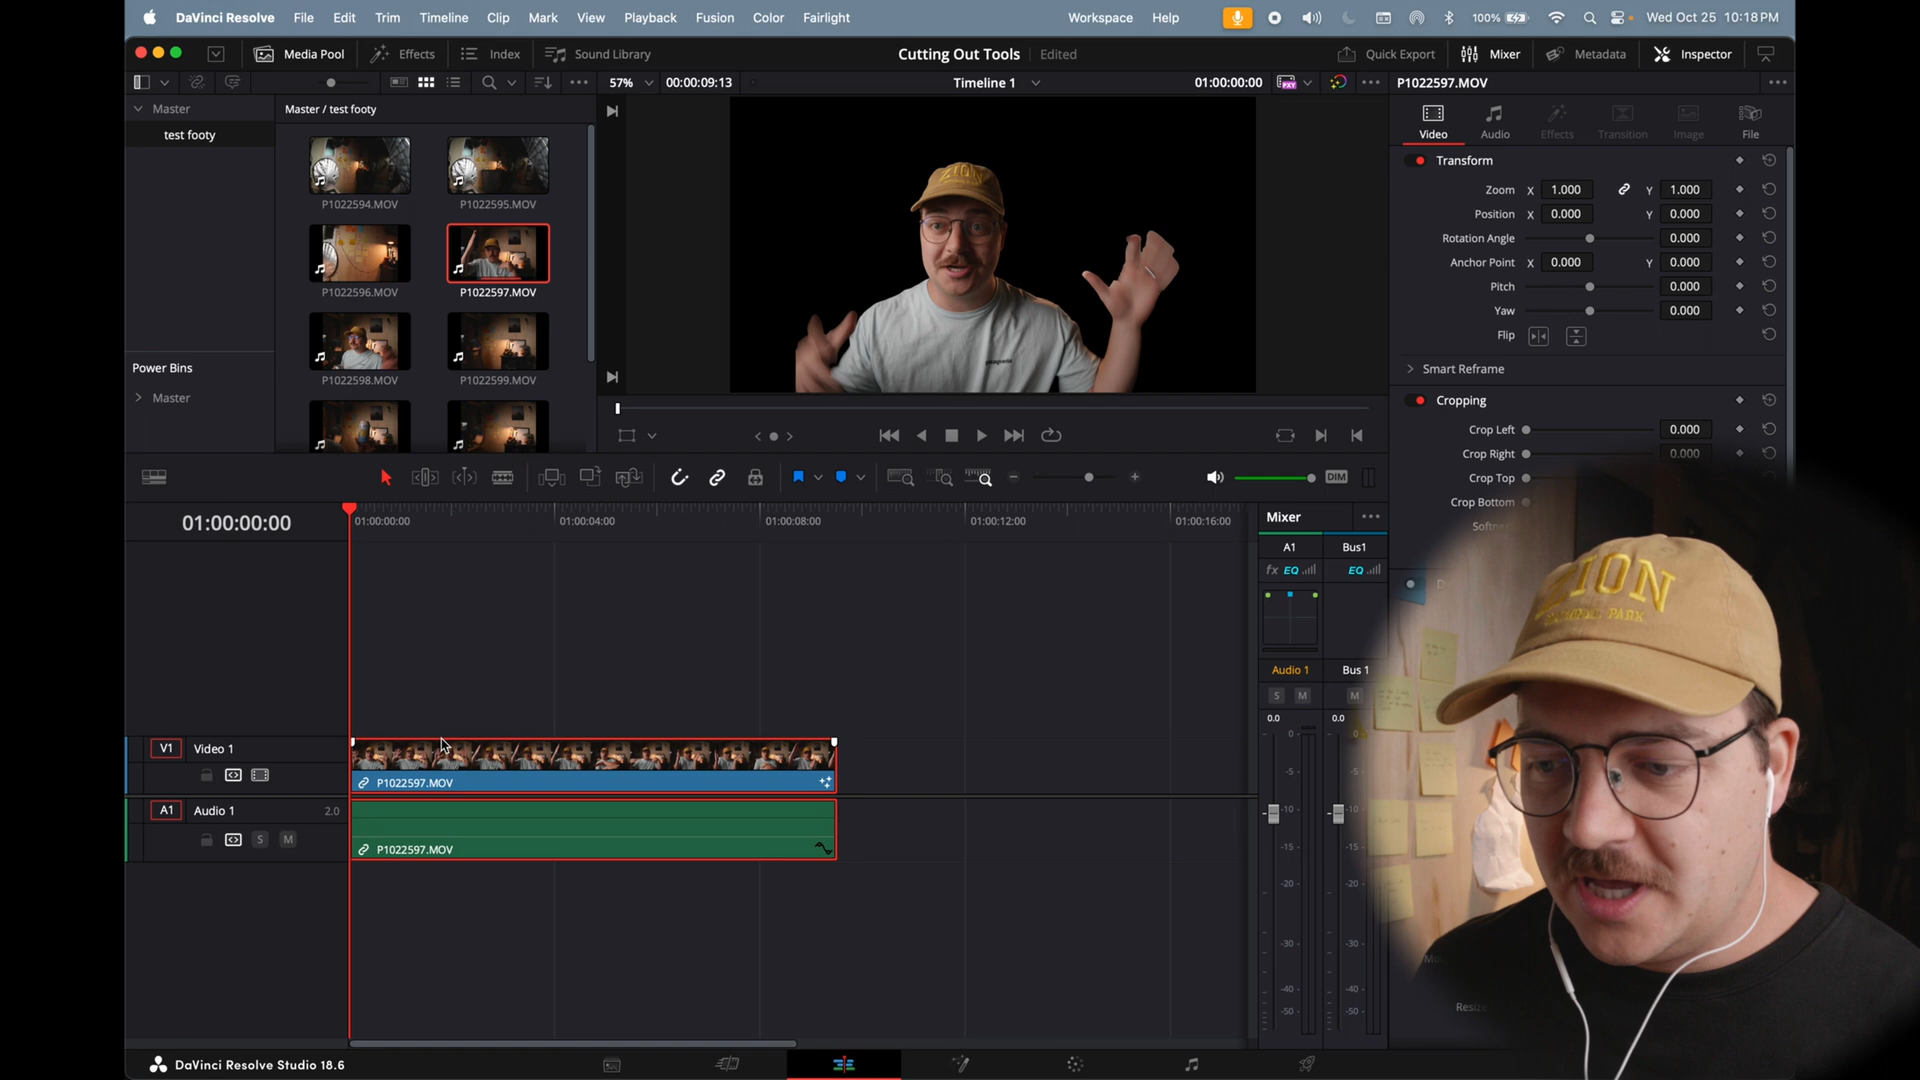 DaVinci Resolve File Edit Trim Timeline Clip Mark View Playback Fusion Color Fairlight Workspace Help 100% Wed Oct 25 10:18 PM
Media Pool Effects Index Sound Library Cutting Out Tools Edited Quick Export Mixer Metadata Inspector
57% 00:00:09:13 Timeline 1 01:00:00:00 P1022597.MOV
Master
test footy
Master / test footy
P1022594.MOV P1022595.MOV
P1022596.MOV P1022597.MOV
P1022598.MOV P1022599.MOV
Power Bins
Master
ZION
Video Audio Effects Transition Image File
Transform
Zoom X 1.000 Y 1.000
Position X 0.000 Y 0.000
Rotation Angle 0.000
Anchor Point X 0.000 Y 0.000
Pitch 0.000
Yaw 0.000
Flip
Smart Reframe
Cropping
Crop Left 0.000
Crop Right 0.000
Crop Top
Crop Bottom
DIM
01:00:00:00
01:00:00:00 01:00:04:00 01:00:08:00 01:00:12:00 01:00:16:00
V1 Video 1
P1022597.MOV
A1 Audio 1 2.0
S M
P1022597.MOV
Mixer
A1 Bus1
fx EQ EQ
Audio 1 Bus 1
S M M
0.0 0.0
0 0
-5 -5
-10 -10
-15 -15
-20 -20
-30 -30
-40 -40
-50 -50
ZION
PARK
DaVinci Resolve Studio 18.6